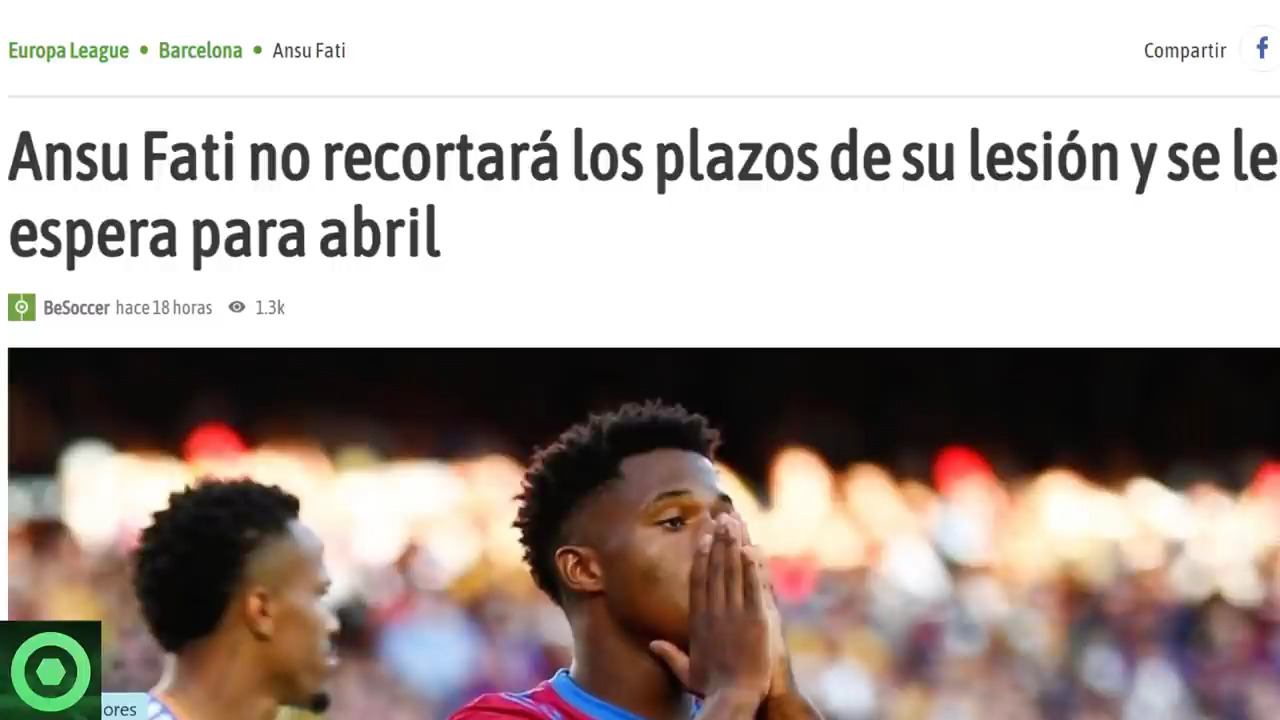 Europa League • Barcelona • Ansu Fati
Compartir
Ansu Fati no recortará los plazos de su lesión y se le
espera para abril
BeSoccer hace 18 horas 1.3k
ores